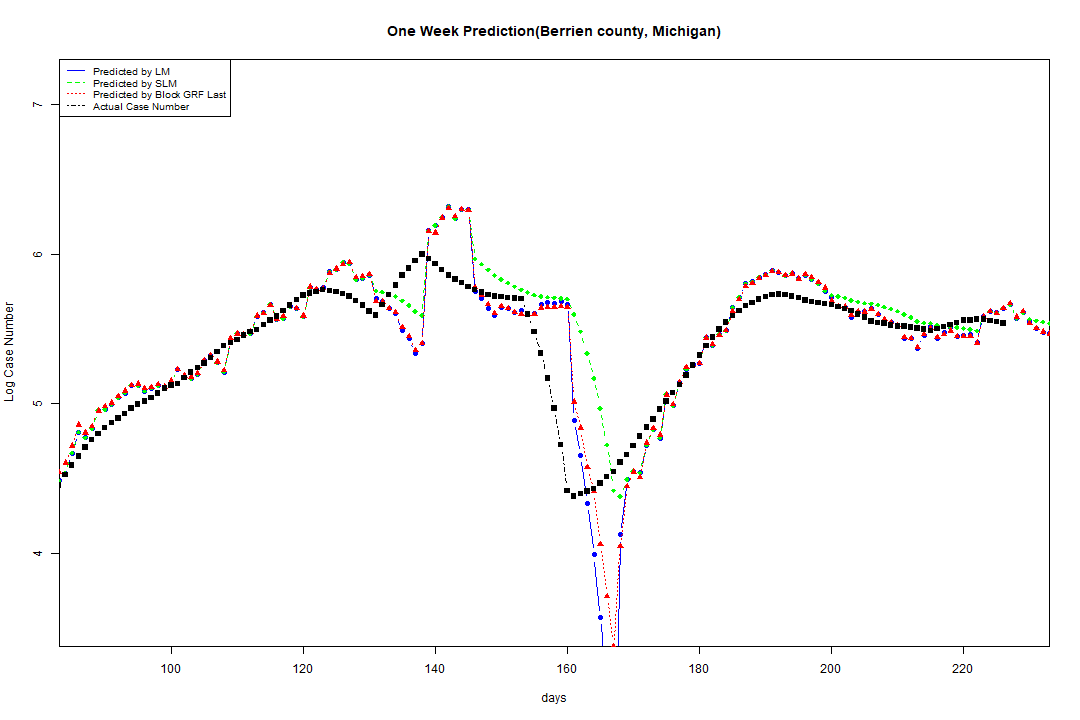 One Week Prediction(Berrien county, Michigan)
Predicted by LM
Predicted by SLM
Predicted by Block GRF Last
Actual Case Number
7
6
5
4
Log Case Number
100 120 140 160 180 200 220
days